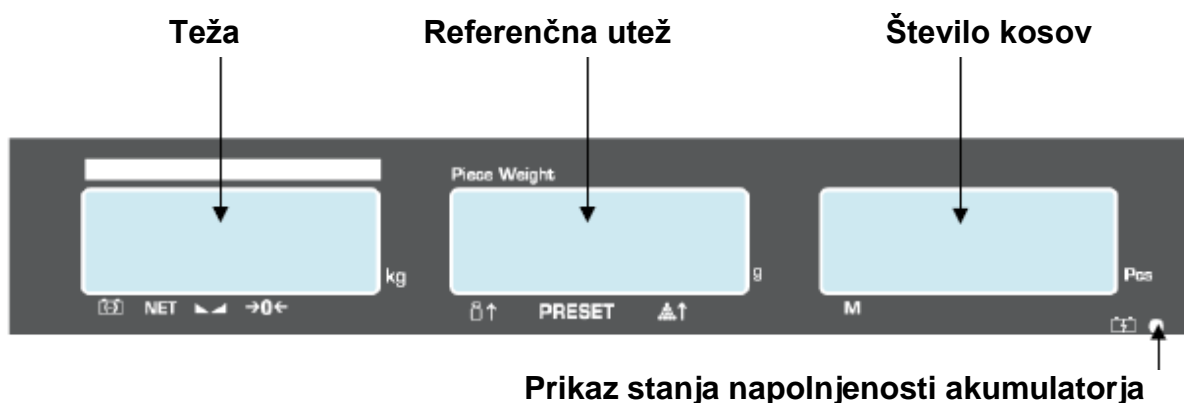 Teža Referenčna utež Število kosov
Piece Weight
kg g Pcs
NET →0← ↑ PRESET ↑ M
Prikaz stanja napolnjenosti akumulatorja